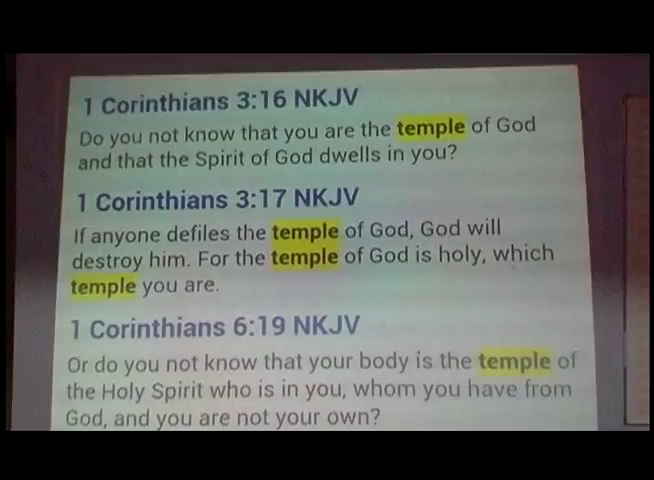 1 Corinthians 3:16 NKJV
Do you not know that you are the temple of God
and that the Spirit of God dwells in you?
1 Corinthians 3:17 NKJV
If anyone defiles the temple of God, God will
destroy him. For the temple of God is holy, which
temple you are.
1 Corinthians 6:19 NKJV
Or do you not know that your body is the temple of
the Holy Spirit who is in you, whom you have from
God, and you are not your own?